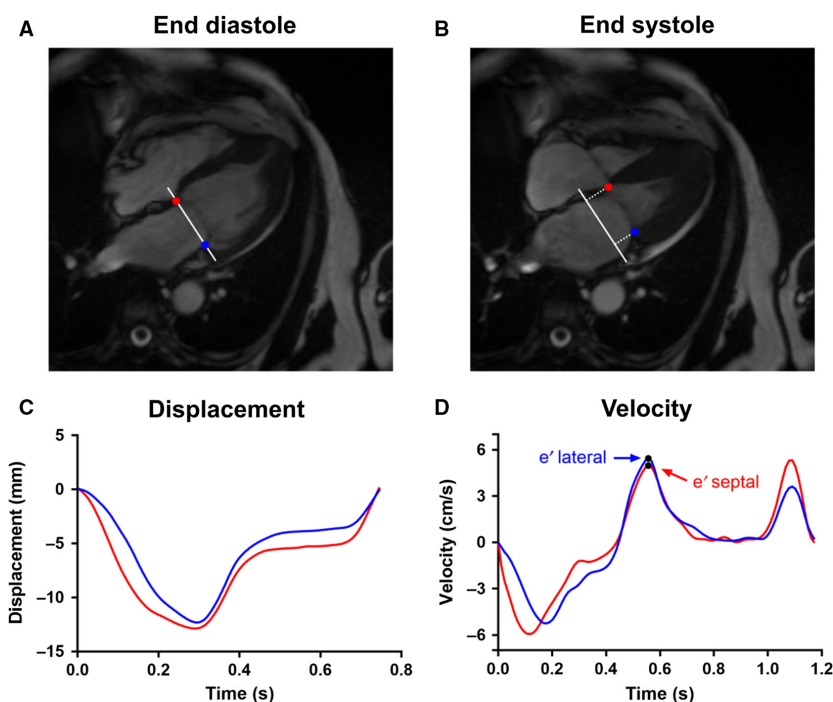 A
End diastole
B
End systole
C
Displacement
5
0
–5
–10
–15
Displacement (mm)
0.0
0.2
0.4
0.6
0.8
Time (s)
D
Velocity
6
3
0
–3
–6
Velocity (cm/s)
e′ lateral
e′ septal
0.0
0.2
0.4
0.6
0.8
1.0
1.2
Time (s)